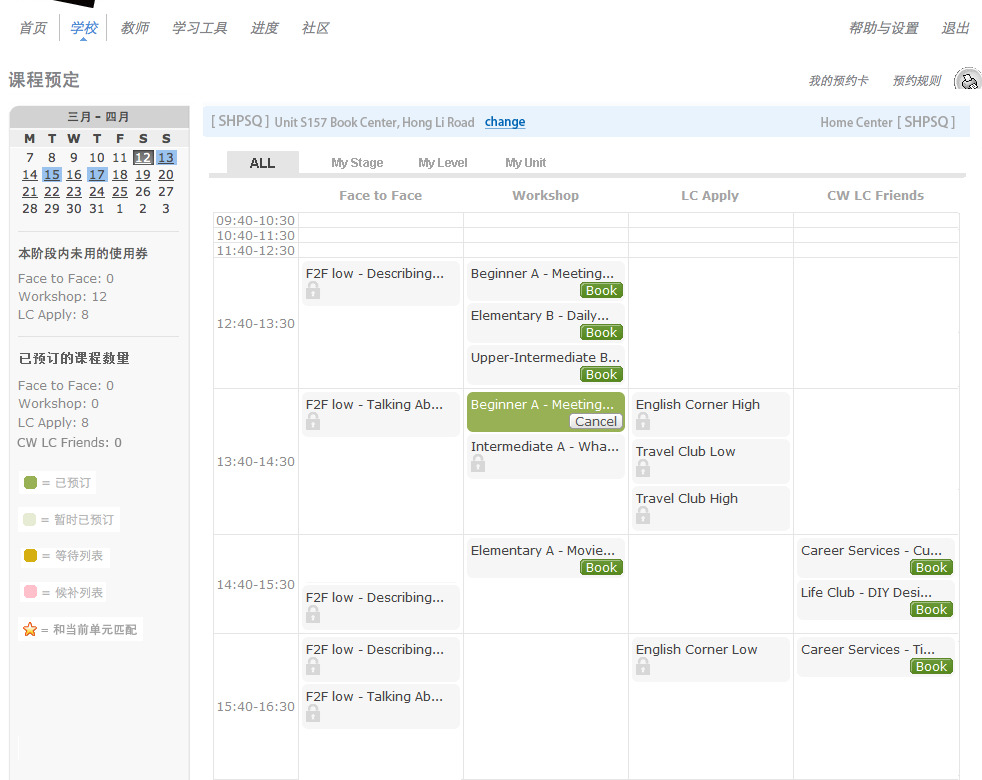 首页 学校 教师 学习工具 进度 社区 帮助与设置 退出
课程预定 我的预约卡 预约规则
三月 - 四月
M T W T F S S
7 8 9 10 11 12 13
14 15 16 17 18 19 20
21 22 23 24 25 26 27
28 29 30 31 1 2 3
本阶段内未用的使用券
Face to Face: 0
Workshop: 12
LC Apply: 8
已预订的课程数量
Face to Face: 0
Workshop: 0
LC Apply: 8
CW LC Friends: 0
= 已预订
= 暂时已预订
= 等待列表
= 候补列表
= 和当前单元匹配
[ SHPSQ ] Unit S157 Book Center, Hong Li Road change Home Center [ SHPSQ ]
ALL My Stage My Level My Unit
Face to Face Workshop LC Apply CW LC Friends
09:40-10:30
10:40-11:30
11:40-12:30
12:40-13:30
F2F low - Describing...
Beginner A - Meeting...
Book
Elementary B - Daily...
Book
Upper-Intermediate B...
Book
13:40-14:30
F2F low - Talking Ab...
Beginner A - Meeting...
Cancel
Intermediate A - Wha...
English Corner High
Travel Club Low
Travel Club High
14:40-15:30
F2F low - Describing...
Elementary A - Movie...
Book
Career Services - Cu...
Book
Life Club - DIY Desi...
Book
15:40-16:30
F2F low - Describing...
F2F low - Talking Ab...
English Corner Low
Career Services - Ti...
Book